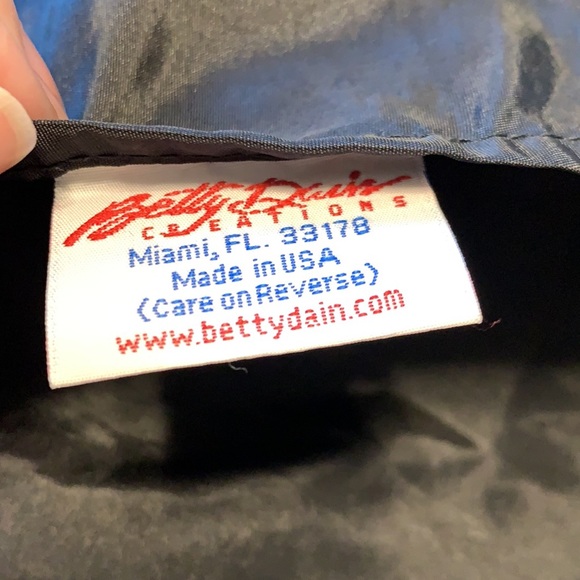 Betty Dain
CREATIONS
Miami, FL. 33178
Made in USA
(Care on Reverse)
www.bettydain.com